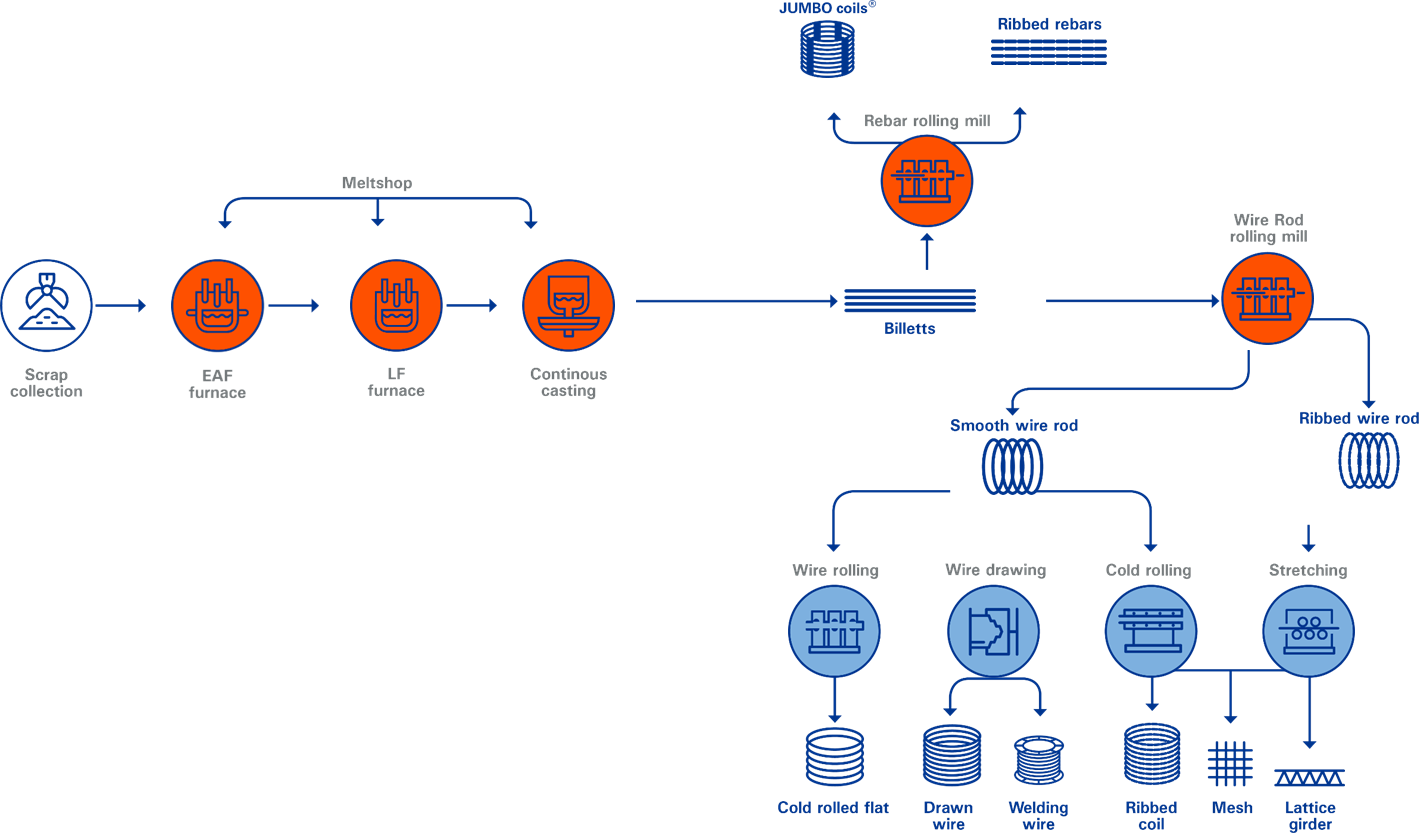 JUMBO coils®
Ribbed rebars
Rebar rolling mill
Meltshop
Wire Rod
rolling mill
Scrap
collection
EAF
furnace
LF
furnace
Continous
casting
Billetts
Smooth wire rod
Ribbed wire rod
Wire rolling
Wire drawing
Cold rolling
Stretching
Cold rolled flat
Drawn
wire
Welding
wire
Ribbed
coil
Mesh
Lattice
girder